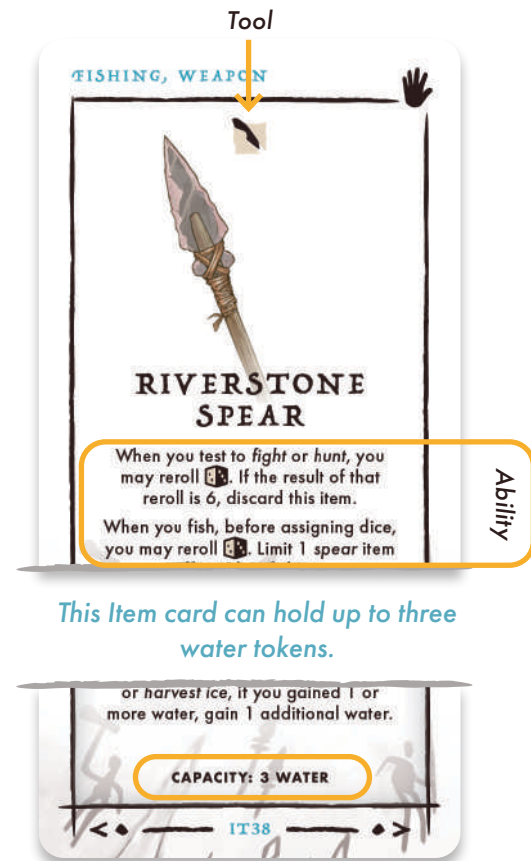 Tool
FISHING, WEAPON
RIVERSTONE
SPEAR
When you test to fight or hunt, you
may reroll. If the result of that
reroll is 6, discard this item.
When you fish, before assigning dice,
you may reroll. Limit 1 spear item
Ability
This Item card can hold up to three
water tokens.
or harvest ice, if you gained 1 or
more water, gain 1 additional water.
CAPACITY: 3 WATER
IT38